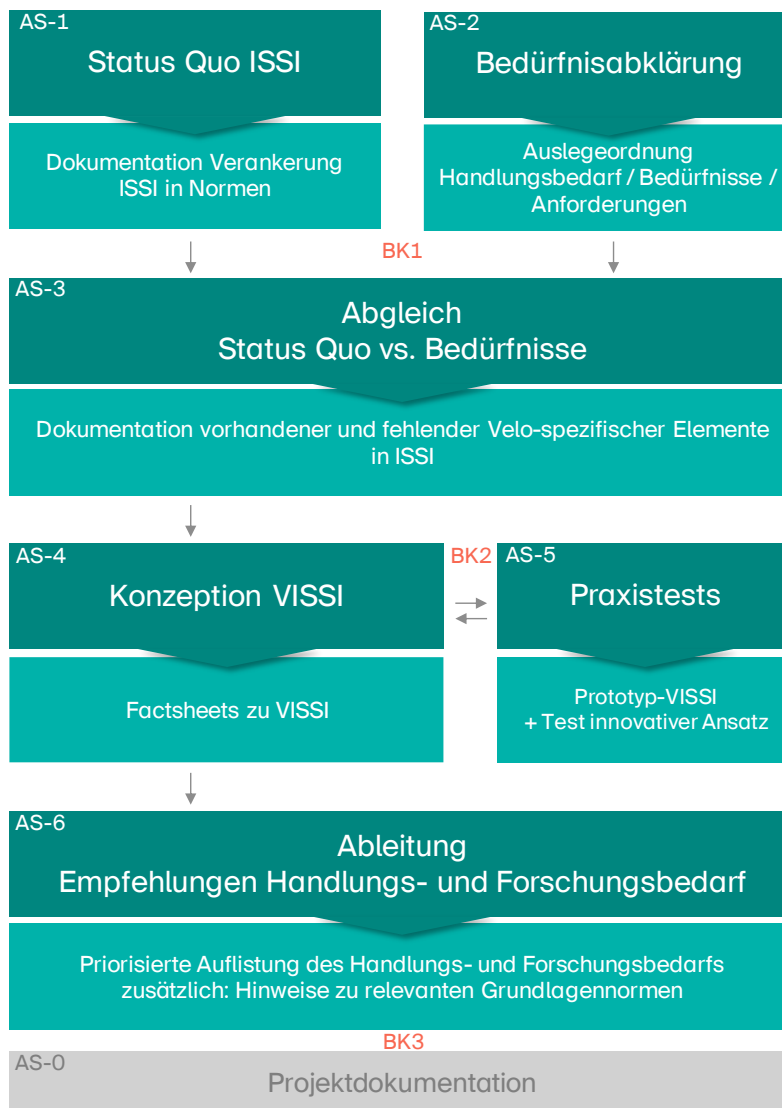 AS-1
Status Quo ISSI
Dokumentation Verankerung
ISSI in Normen
AS-2
Bedürfnisabklärung
Auslegeordnung
Handlungsbedarf / Bedürfnisse /
Anforderungen
BK1
AS-3
Abgleich
Status Quo vs. Bedürfnisse
Dokumentation vorhandener und fehlender Velo-spezifischer Elemente
in ISSI
AS-4
Konzeption VISSI
Factsheets zu VISSI
BK2
AS-5
Praxistests
Prototyp-VISSI
+ Test innovativer Ansatz
AS-6
Ableitung
Empfehlungen Handlungs- und Forschungsbedarf
Priorisierte Auflistung des Handlungs- und Forschungsbedarfs
zusätzlich: Hinweise zu relevanten Grundlagennormen
BK3
AS-0
Projektdokumentation